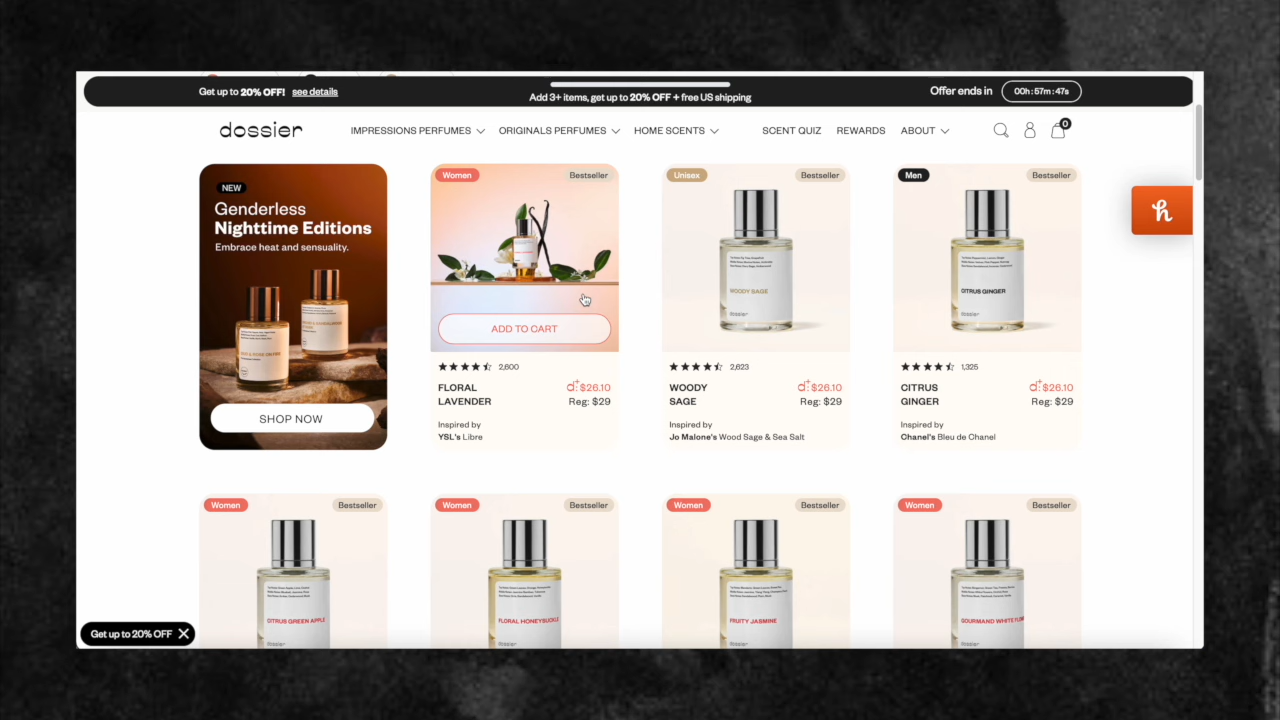 Get up to 20% OFF! see details
Add 3+ items, get up to 20% OFF + free US shipping
Offer ends in 00h : 57m : 47s
dossier
IMPRESSIONS PERFUMES
ORIGINALS PERFUMES
HOME SCENTS
SCENT QUIZ
REWARDS
ABOUT
0
NEW
Genderless
Nighttime Editions
Embrace heat and sensuality.
SHOP NOW
Women
Bestseller
ADD TO CART
2,600
FLORAL
LAVENDER
$26.10
Reg: $29
Inspired by
YSL's Libre
Unisex
Bestseller
WOODY SAGE
2,623
WOODY
SAGE
$26.10
Reg: $29
Inspired by
Jo Malone's Wood Sage & Sea Salt
Men
Bestseller
CITRUS GINGER
1,325
CITRUS
GINGER
$26.10
Reg: $29
Inspired by
Chanel's Bleu de Chanel
h
Women
Bestseller
CITRUS GREEN APPLE
Women
Bestseller
FLORAL HONEYSUCKLE
Women
Bestseller
FRUITY JASMINE
Women
Bestseller
GOURMAND WHITE
Get up to 20% OFF